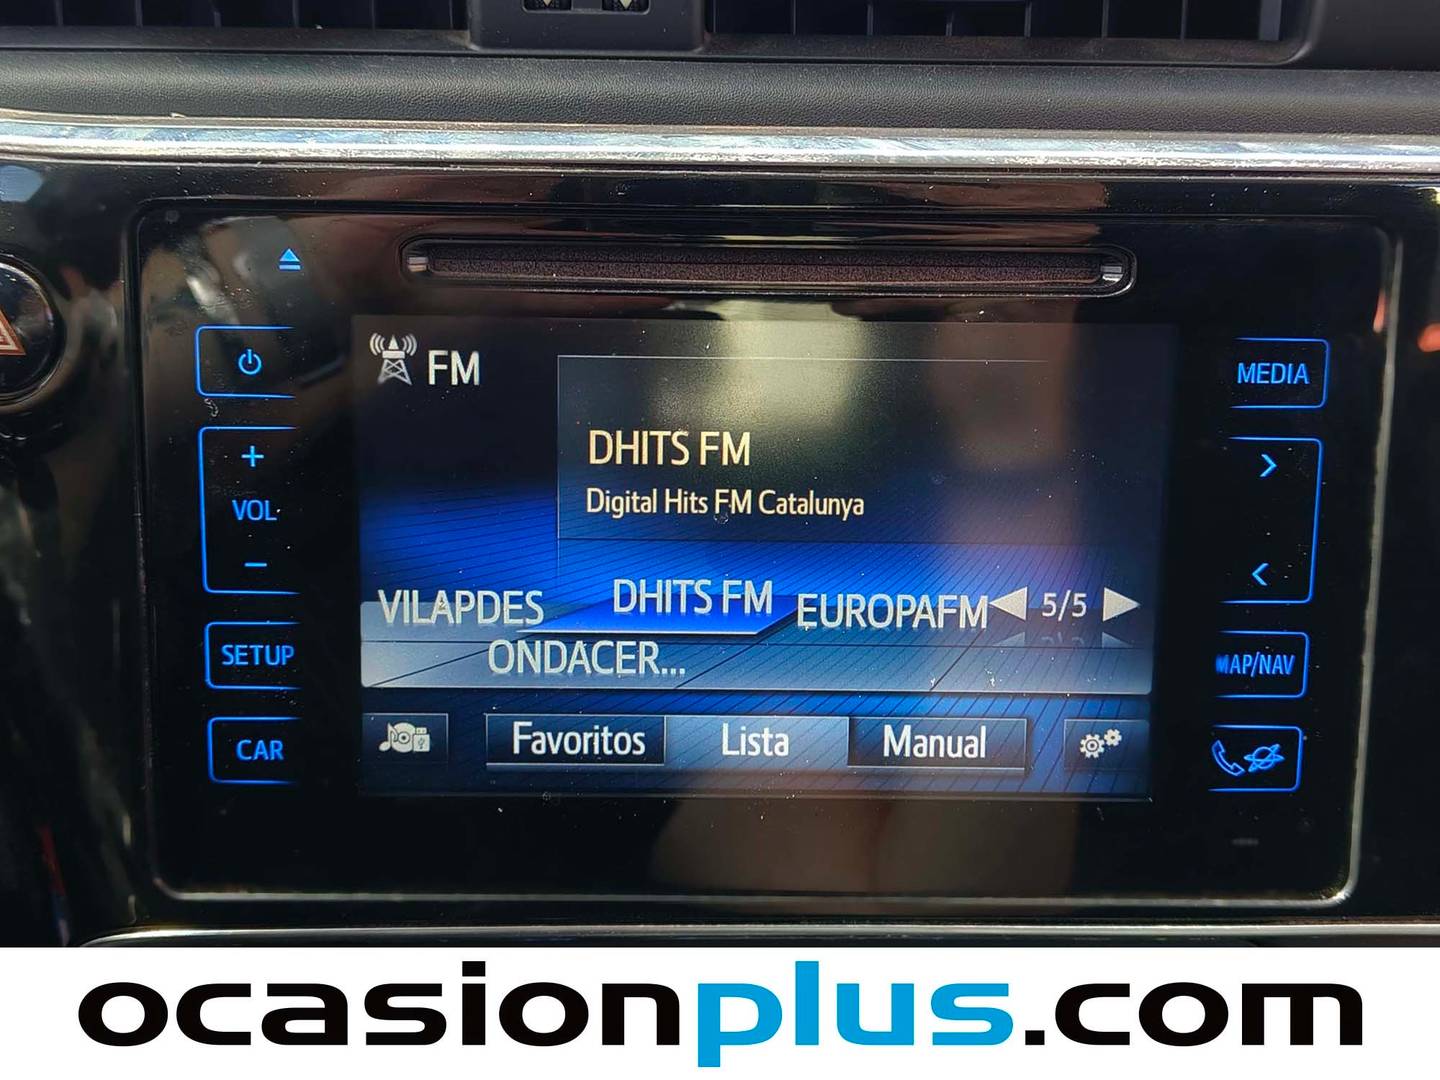 FM
DHITS FM
Digital Hits FM Catalunya
VILAPDES
DHITS FM
EUROPAFM
5/5
ONDACER...
Favoritos
Lista
Manual
+
VOL
−
SETUP
CAR
MEDIA
>
<
MAP/NAV
ocasionplus.com